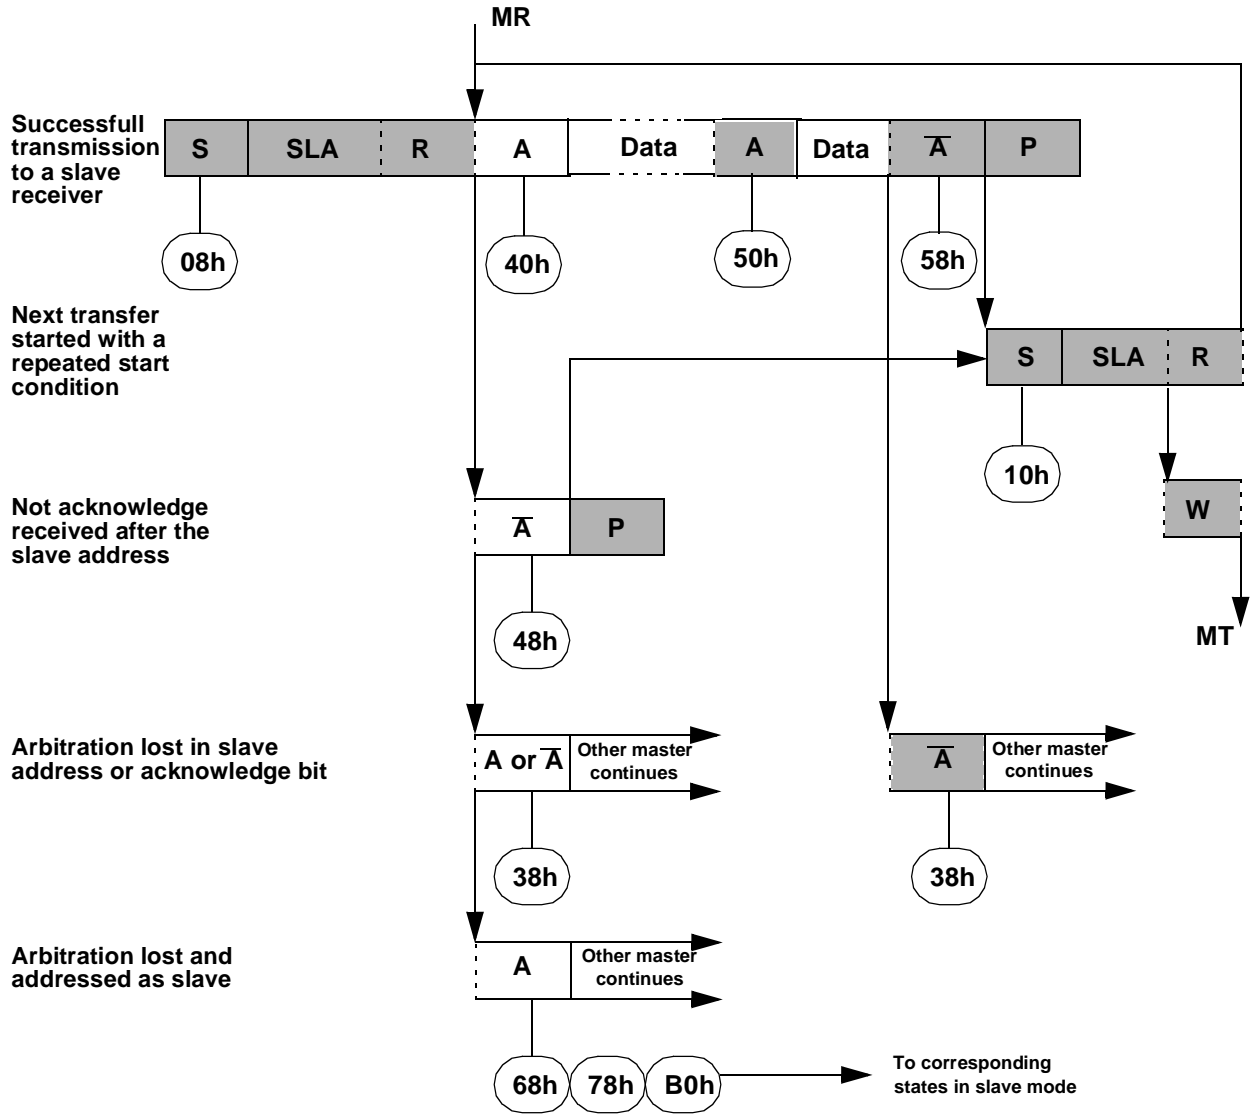 MR
Successfull
transmission
to a slave
receiver
S SLA R A Data A Data A̅ P
08h 40h 50h 58h
Next transfer
started with a
repeated start
condition
S SLA R
10h
W
MT
Not acknowledge
received after the
slave address
A̅ P
48h
Arbitration lost in slave
address or acknowledge bit
A or A̅
Other master
continues
A̅
Other master
continues
38h 38h
Arbitration lost and
addressed as slave
A
Other master
continues
68h 78h B0h
To corresponding
states in slave mode